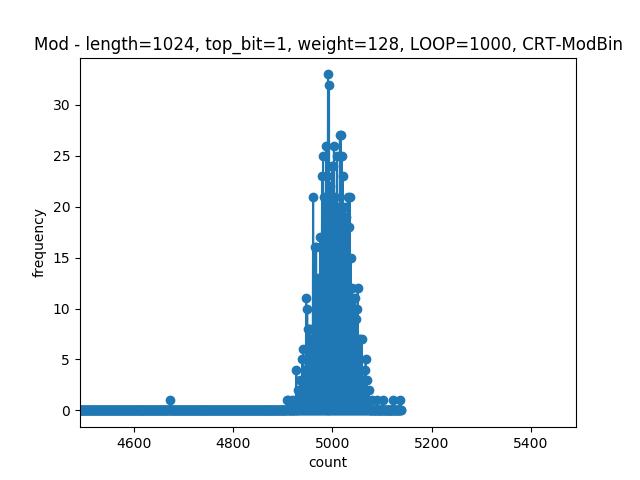 Mod - length=1024, top_bit=1, weight=128, LOOP=1000, CRT-ModBin
30
25
20
15
10
5
0
frequency
4600 4800 5000 5200 5400
count